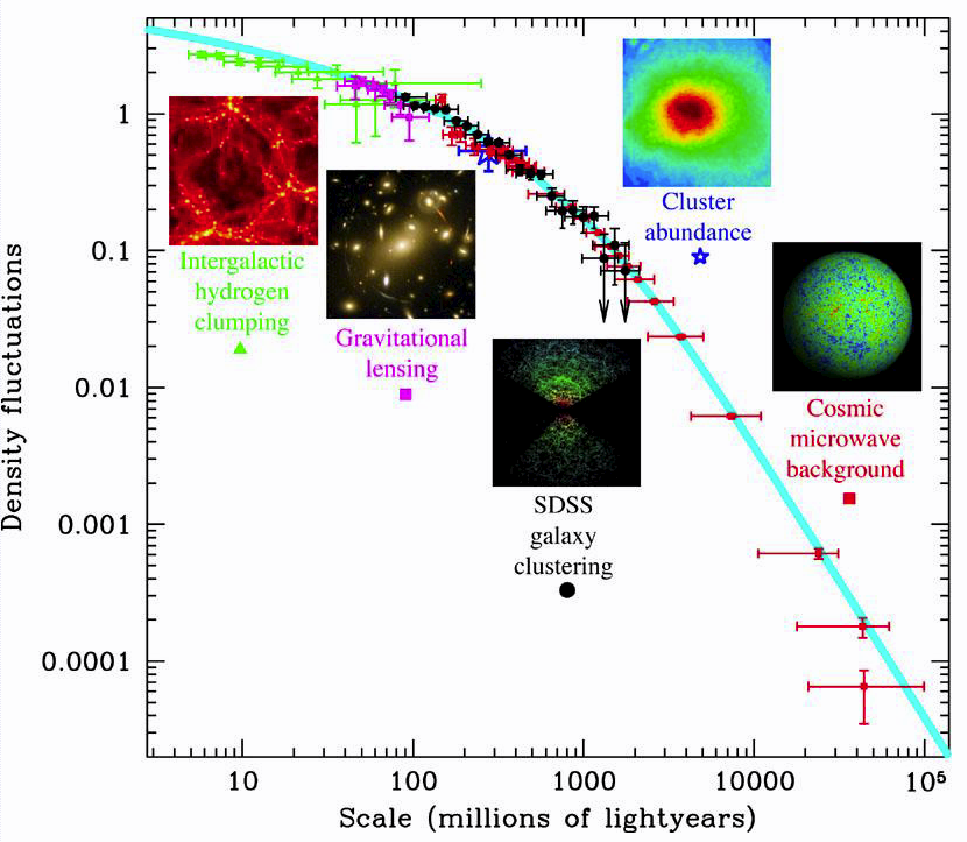 Density fluctuations
1
0.1
0.01
0.001
0.0001
Intergalactic
hydrogen
clumping
Gravitational
lensing
SDSS
galaxy
clustering
Cluster
abundance
Cosmic
microwave
background
10
100
1000
10000
10⁵
Scale (millions of lightyears)